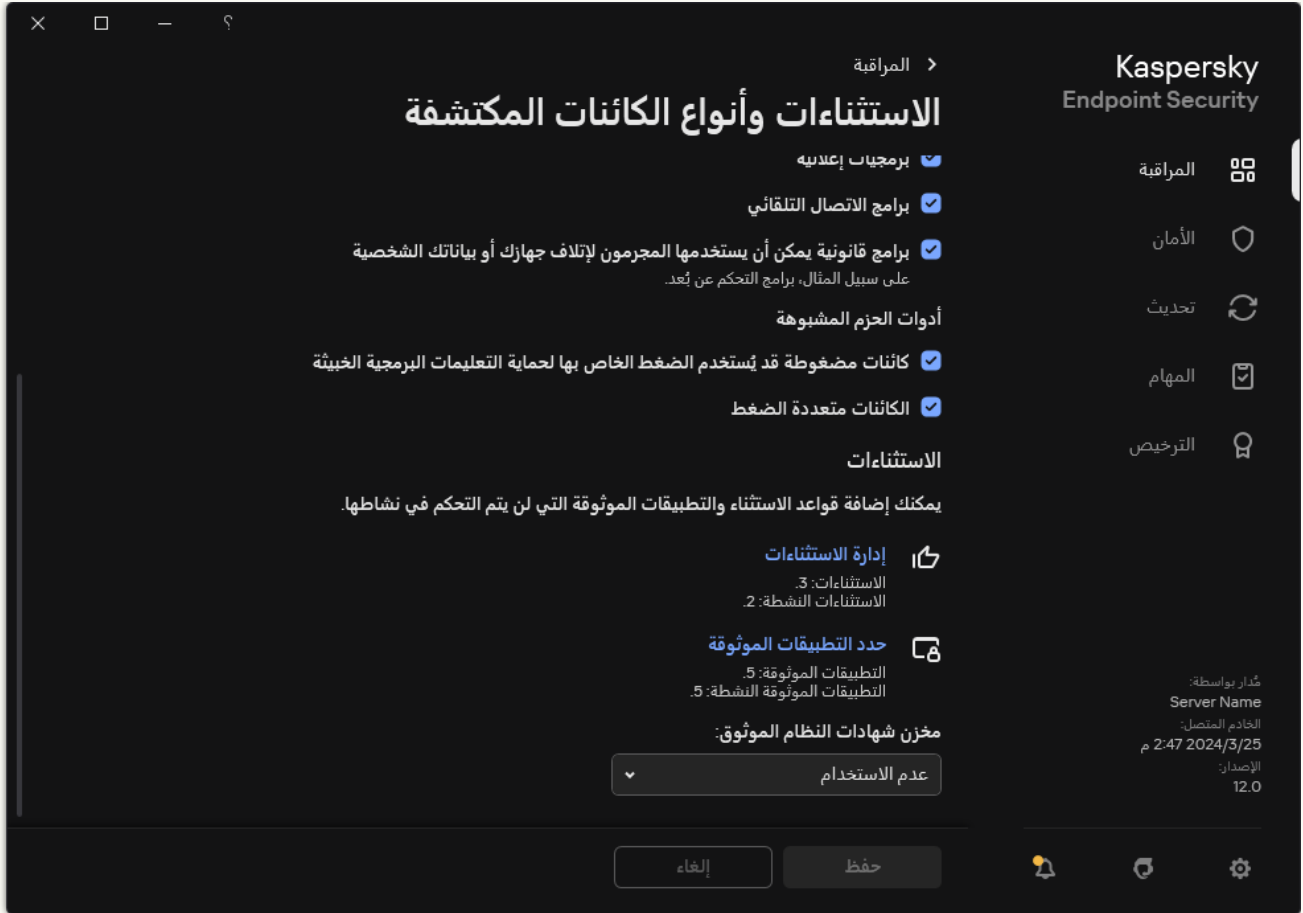 ؟
Kaspersky
Endpoint Security
المراقبة
الأمان
تحديث
المهام
الترخيص
مُدار بواسطة:
Server Name
الخادم المتصل:
2024/3/25 2:47 م
الإصدار:
12.0
المراقبة
الاستثناءات وأنواع الكائنات المكتشفة
برمجيات إعلانية
برامج الاتصال التلقائي
برامج قانونية يمكن أن يستخدمها المجرمون لإتلاف جهازك أو بياناتك الشخصية
على سبيل المثال، برامج التحكم عن بُعد.
أدوات الحزم المشبوهة
كائنات مضغوطة قد يُستخدم الضغط الخاص بها لحماية التعليمات البرمجية الخبيثة
الكائنات متعددة الضغط
الاستثناءات
يمكنك إضافة قواعد الاستثناء والتطبيقات الموثوقة التي لن يتم التحكم في نشاطها.
إدارة الاستثناءات
الاستثناءات: 3.
الاستثناءات النشطة: 2.
حدد التطبيقات الموثوقة
التطبيقات الموثوقة: 5.
التطبيقات الموثوقة النشطة: 5.
مخزن شهادات النظام الموثوق:
عدم الاستخدام
حفظ
إلغاء